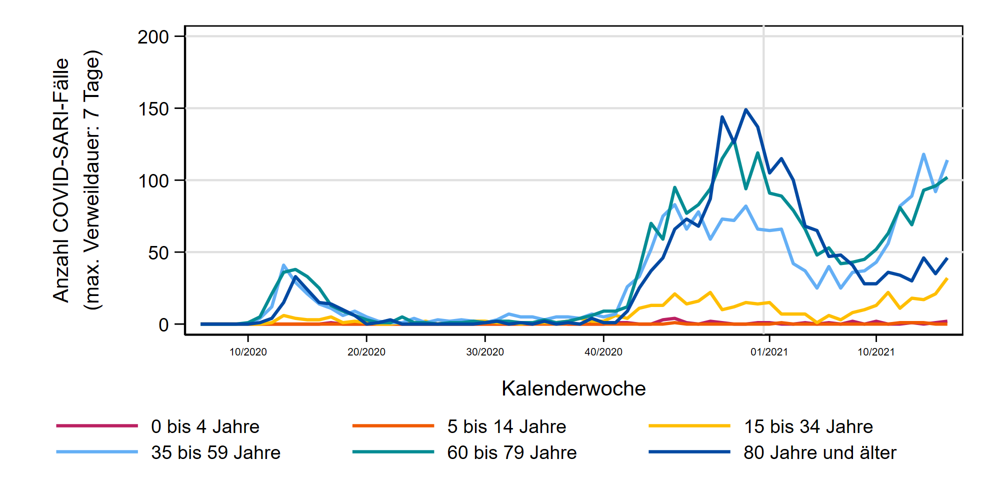 Anzahl COVID-SARI-Fälle
(max. Verweildauer: 7 Tage)
200
150
100
50
0
10/2020 20/2020 30/2020 40/2020 01/2021 10/2021
Kalenderwoche
0 bis 4 Jahre 5 bis 14 Jahre 15 bis 34 Jahre
35 bis 59 Jahre 60 bis 79 Jahre 80 Jahre und älter